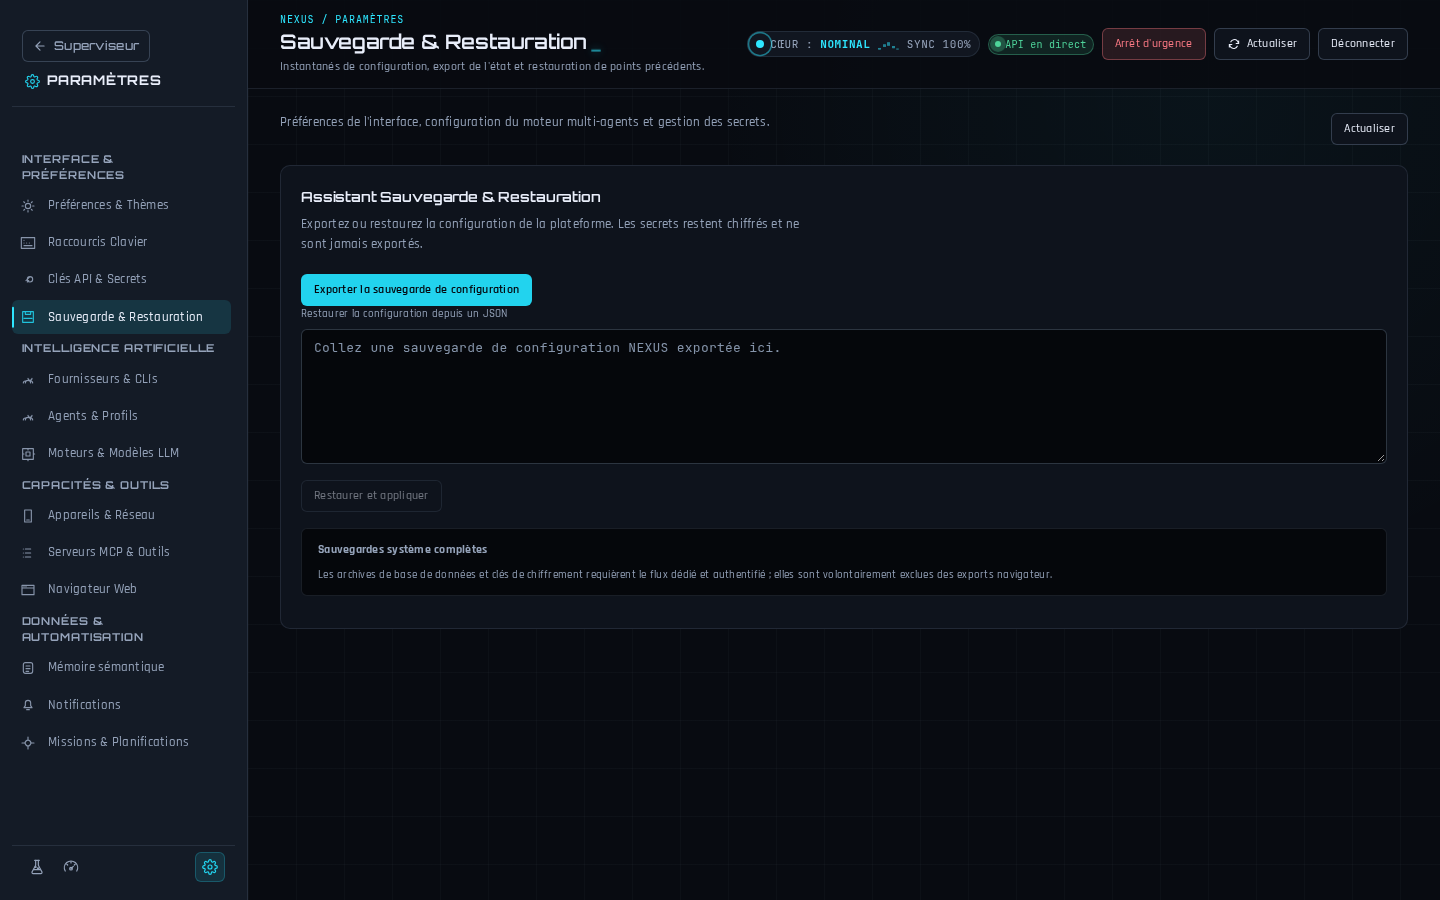 Superviseur
PARAMÈTRES
INTERFACE &
PRÉFÉRENCES
Préférences & Thèmes
Raccourcis Clavier
Clés API & Secrets
Sauvegarde & Restauration
INTELLIGENCE ARTIFICIELLE
Fournisseurs & CLIs
Agents & Profils
Moteurs & Modèles LLM
CAPACITÉS & OUTILS
Appareils & Réseau
Serveurs MCP & Outils
Navigateur Web
DONNÉES &
AUTOMATISATION
Mémoire sémantique
Notifications
Missions & Planifications
NEXUS / PARAMÈTRES
Sauvegarde & Restauration _
Instantanés de configuration, export de l'état et restauration de points précédents.
CŒUR : NOMINAL SYNC 100%
API en direct
Arrêt d'urgence
Actualiser
Déconnecter
Préférences de l'interface, configuration du moteur multi-agents et gestion des secrets.
Actualiser
Assistant Sauvegarde & Restauration
Exportez ou restaurez la configuration de la plateforme. Les secrets restent chiffrés et ne
sont jamais exportés.
Exporter la sauvegarde de configuration
Restaurer la configuration depuis un JSON
Collez une sauvegarde de configuration NEXUS exportée ici.
Restaurer et appliquer
Sauvegardes système complètes
Les archives de base de données et clés de chiffrement requièrent le flux dédié et authentifié ; elles sont volontairement exclues des exports navigateur.